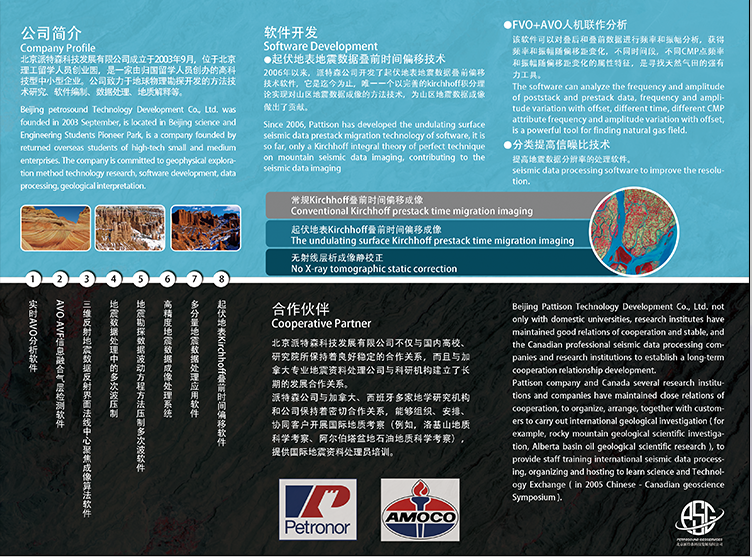 公司简介
Company Profile
北京派特森科技发展有限公司成立于2003年9月，位于北京
理工留学人员创业园，是一家由归国留学人员创办的高科
技型中小型企业。公司致力于地球物理勘探开发的方法技
术研究、软件编制、数据处理、地质解释等。
Beijing petrosound Technology Development Co., Ltd. was
founded in 2003 September, is located in Beijing science and
Engineering Students Pioneer Park, is a company founded by
returned overseas students of high-tech small and medium
enterprises. The company is committed to geophysical explora-
tion method technology research, software development, data
processing, geological interpretation.
软件开发
Software Development
●起伏地表地震数据叠前时间偏移技术
2006年以来，派特森公司开发了起伏地表地震数据叠前偏移
技术软件，它是迄今为止，唯一一个以完善的kirchhoff积分理
论实现对山区地震数据成像的方法技术，为山区地震数据成像
做出了贡献。
Since 2006, Pattison has developed the undulating surface
seismic data prestack migration technology of software, it is
so far, only a Kirchhoff integral theory of perfect technique
on mountain seismic data imaging, contributing to the
seismic data imaging
●FVO+AVO人机联作分析
该软件可以对叠后和叠前数据进行频率和振幅分析，获得
频率和振幅随偏移距变化，不同时间段，不同CMP点频率
和振幅随偏移距变化的属性特征，是寻找天然气田的强有
力工具。
The software can analyze the frequency and amplitude
of poststack and prestack data, frequency and ampli-
tude variation with offset, different time, different CMP
attribute frequency and amplitude variation with offset,
is a powerful tool for finding natural gas field.
●分类提高信噪比技术
提高地震数据分辨率的处理软件。
seismic data processing software to improve the resolu-
tion.
常规Kirchhoff叠前时间偏移成像
Conventional Kirchhoff prestack time migration imaging
起伏地表Kirchhoff叠前时间偏移成像
The undulating surface Kirchhoff prestack time migration imaging
无射线层析成像静校正
No X-ray tomographic static correction
1 2 3 4 5 6 7 8
实时AVO分析软件
AVO、AVF信息融合气层检测软件
三维反射地震数据反射界面法线中心聚焦成像算法软件
地震数据处理中的多次波压制
地震勘探数据波动方程方法压制多次波软件
高精度地震数据成像处理系统
多分量地震数据处理应用软件
起伏地表Kirchhoff叠前时间偏移软件
合作伙伴
Cooperative Partner
北京派特森科技发展有限公司不仅与国内高校、
研究院所保持着良好稳定的合作关系，而且与加
拿大专业地震资料处理公司与科研机构建立了长
期的发展合作关系。
派特森公司与加拿大、西班牙多家地学研究机构
和公司保持着密切合作关系，能够组织、安排、
协同客户开展国际地质考察（例如，洛基山地质
科学考察、阿尔伯塔盆地石油地质科学考察），
提供国际地震资料处理员培训。
Petronor
AMOCO
Beijing Pattison Technology Development Co., Ltd. not
only with domestic universities, research institutes have
maintained good relations of cooperation and stable, and
the Canadian professional seismic data processing com-
panies and research institutions to establish a long-term
cooperation relationship development.
Pattison company and Canada several research institu-
tions and companies have maintained close relations of
cooperation, to organize, arrange, together with custom-
ers to carry out international geological investigation ( for
example, rocky mountain geological scientific investiga-
tion, Alberta basin oil geological scientific research ), to
provide staff training international seismic data process-
ing, organizing and hosting to learn science and Technol-
ogy Exchange ( in 2005 Chinese - Canadian geoscience
Symposium ).
PETROSOUND GEOSERVICES